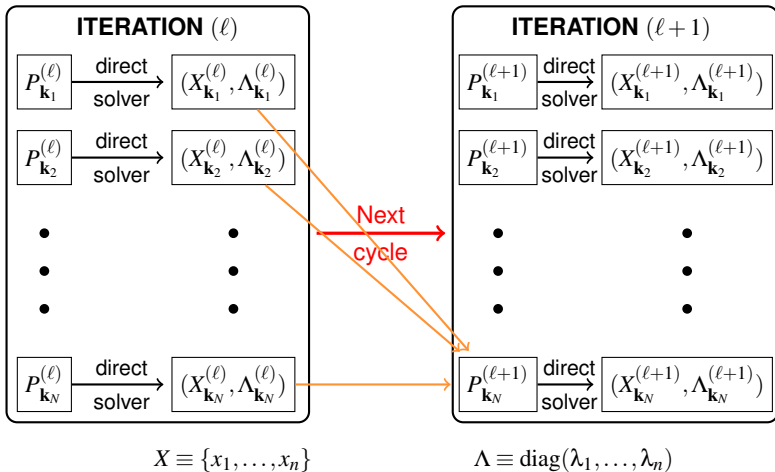 ITERATION (ℓ)
P_{k_1}^{(ℓ)} direct solver (X_{k_1}^{(ℓ)}, Λ_{k_1}^{(ℓ)})
P_{k_2}^{(ℓ)} direct solver (X_{k_2}^{(ℓ)}, Λ_{k_2}^{(ℓ)})
P_{k_N}^{(ℓ)} direct solver (X_{k_N}^{(ℓ)}, Λ_{k_N}^{(ℓ)})
Next
cycle
ITERATION (ℓ+1)
P_{k_1}^{(ℓ+1)} direct solver (X_{k_1}^{(ℓ+1)}, Λ_{k_1}^{(ℓ+1)})
P_{k_2}^{(ℓ+1)} direct solver (X_{k_2}^{(ℓ+1)}, Λ_{k_2}^{(ℓ+1)})
P_{k_N}^{(ℓ+1)} direct solver (X_{k_N}^{(ℓ+1)}, Λ_{k_N}^{(ℓ+1)})
X ≡ {x_1, …, x_n} Λ ≡ diag(λ_1, …, λ_n)